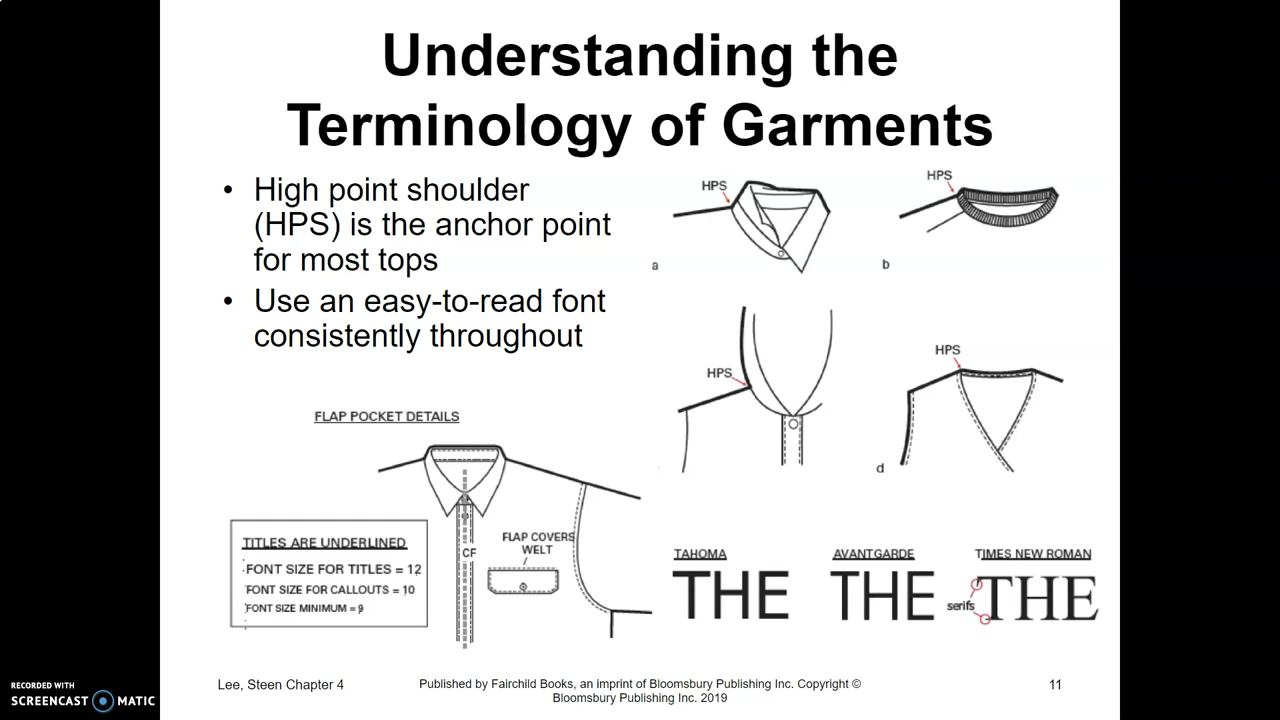 Understanding the
Terminology of Garments
• High point shoulder
(HPS) is the anchor point
for most tops
• Use an easy-to-read font
consistently throughout
HPS
a
HPS
b
HPS
HPS
d
FLAP POCKET DETAILS
TITLES ARE UNDERLINED
FONT SIZE FOR TITLES = 12
FONT SIZE FOR CALLOUTS = 10
FONT SIZE MINIMUM = 9
CF
FLAP COVERS
WELT
TAHOMA
THE
AVANTGARDE
THE
TIMES NEW ROMAN
serifs
THE
Lee, Steen Chapter 4
Published by Fairchild Books, an imprint of Bloomsbury Publishing Inc. Copyright ©
Bloomsbury Publishing Inc. 2019
11
RECORDED WITH
SCREENCAST MATIC